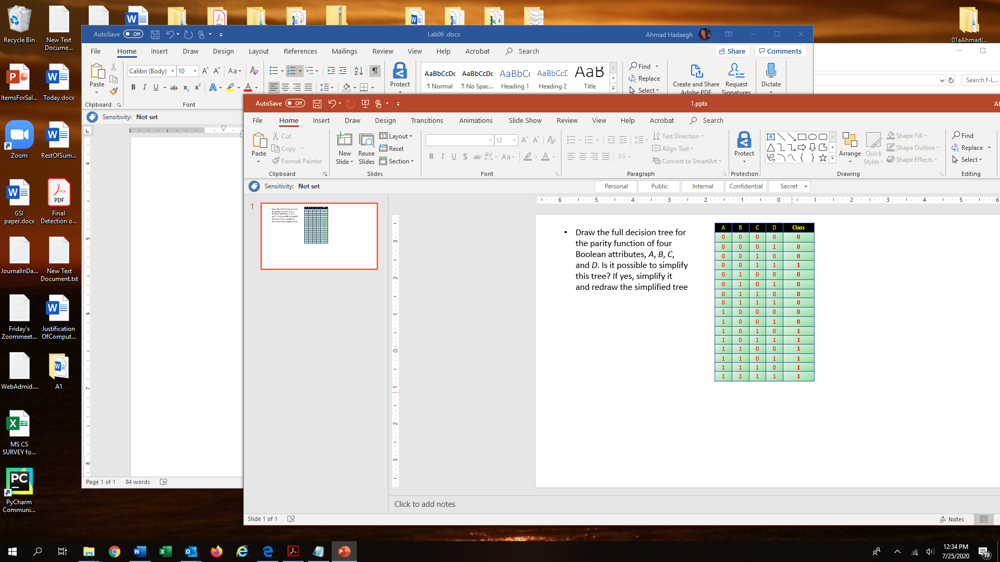 Recycle Bin
New Text
Docume...
01aAhmad(...
ItemsForSal...
Today.docx
Zoom
RestOfSum...
GSI
paper.docx
Final
Detection o...
JournalInDa...
New Text
Document.txt
Friday's
Zoommeet...
Justification
OfComput...
WebAdmid....
A1
MS CS
SURVEY fo...
PyCharm
Communi...
AutoSave Off
Lab06 .docx
Ahmad Hadaegh
File Home Insert Draw Design Layout References Mailings Review View Help Acrobat Search
Share
Comments
Paste
Clipboard
Calibri (Body) 10
Font
Protect
AaBbCcDc AaBbCcDc AaBbCc AaBbCcD AaB
¶ Normal ¶ No Spac... Heading 1 Heading 2 Title
Find
Replace
Select
Create and Share
Adobe PDF
Request
Signatures
Dictate
Search f-L...
Sensitivity: Not set
Page 1 of 1 84 words
AutoSave Off
1.pptx
File Home Insert Draw Design Transitions Animations Slide Show Review View Help Acrobat Search
Paste
Cut
Copy
Format Painter
Clipboard
New
Slide
Reuse
Slides
Layout
Reset
Section
Slides
12
Font
Text Direction
Align Text
Convert to SmartArt
Paragraph
Protect
Protection
Arrange
Quick
Styles
Shape Fill
Shape Outline
Shape Effects
Drawing
Find
Replace
Select
Editing
Sensitivity: Not set
Personal Public Internal Confidential Secret
1
• Draw the full decision tree for
the parity function of four
Boolean attributes, A, B, C,
and D. Is it possible to simplify
this tree? If yes, simplify it
and redraw the simplified tree
A B C D Class
0 0 0 0 0
0 0 0 1 0
0 0 1 0 0
0 0 1 1 1
0 1 0 0 0
0 1 0 1 0
0 1 1 0 0
0 1 1 1 0
1 0 0 0 0
1 0 0 1 0
1 0 1 0 1
1 0 1 1 1
1 1 0 0 1
1 1 0 1 1
1 1 1 0 1
1 1 1 1 1
Click to add notes
Slide 1 of 1
Notes
12:34 PM
7/25/2020
19